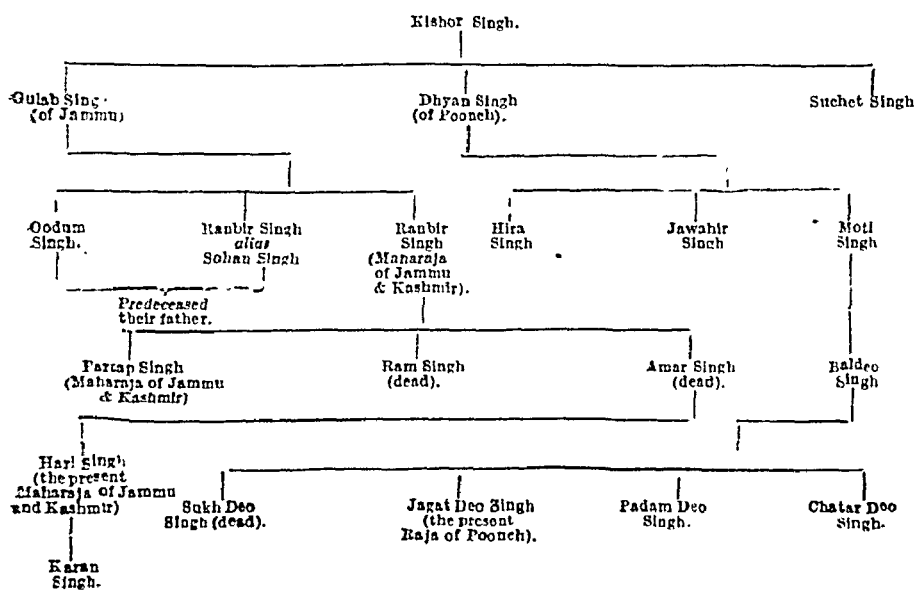 Kishor Singh.
Gulab Sing
(of Jammu)
Dhyan Singh
(of Poonch).
Suchet Singh
Oodum
Singh.
Ranbir Singh
alias
Sohan Singh
Ranbir
Singh
(Maharaja
of Jammu
& Kashmir).
Hira
Singh
Jawahir
Singh
Moti
Singh
Predeceased
their father.
Partap Singh
(Maharaja of Jammu
& Kashmir)
Ram Singh
(dead).
Amar Singh
(dead).
Baldeo
Singh
Hari Singh
(the present
Maharaja of Jammu
and Kashmir)
Sukh Deo
Singh (dead).
Jagat Deo Singh
(the present
Raja of Poonch).
Padam Deo
Singh.
Chatar Deo
Singh.
Karan
Singh.